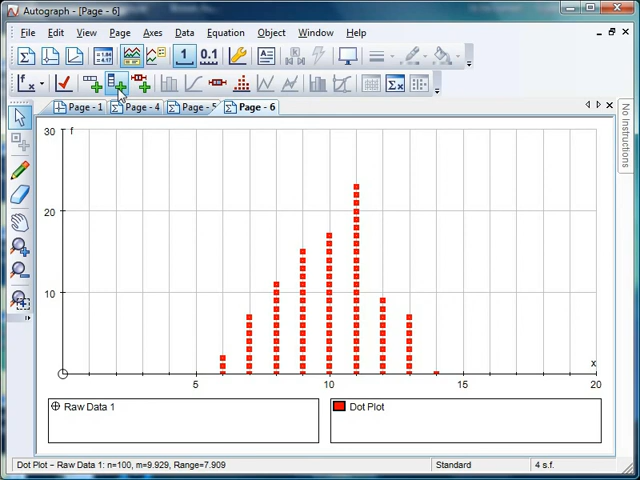 Autograph - [Page - 6]
File Edit View Page Axes Data Equation Object Window Help
1 0.1
Page - 1 Page - 4 Page - 5 Page - 6
No Instructions
30 f
20
10
x
5 10 15 20
Raw Data 1
Dot Plot
Dot Plot – Raw Data 1: n=100, m=9.929, Range=7.909 Standard 4 s.f.